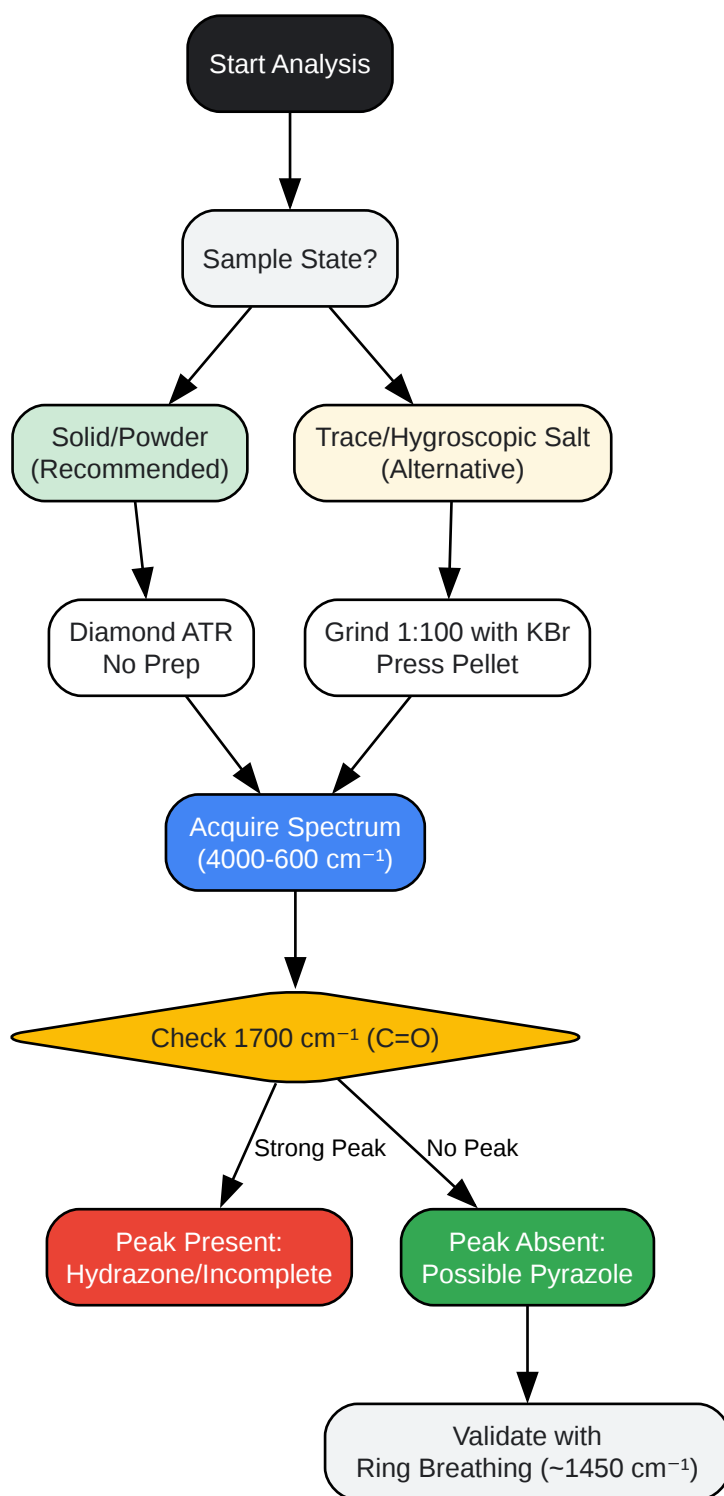 Start Analysis
Sample State?
Solid/Powder
(Recommended)
Trace/Hygroscopic Salt
(Alternative)
Diamond ATR
No Prep
Grind 1:100 with KBr
Press Pellet
Acquire Spectrum
(4000-600 cm⁻¹)
Check 1700 cm⁻¹ (C=O)
Strong Peak
No Peak
Peak Present:
Hydrazone/Incomplete
Peak Absent:
Possible Pyrazole
Validate with
Ring Breathing (~1450 cm⁻¹)